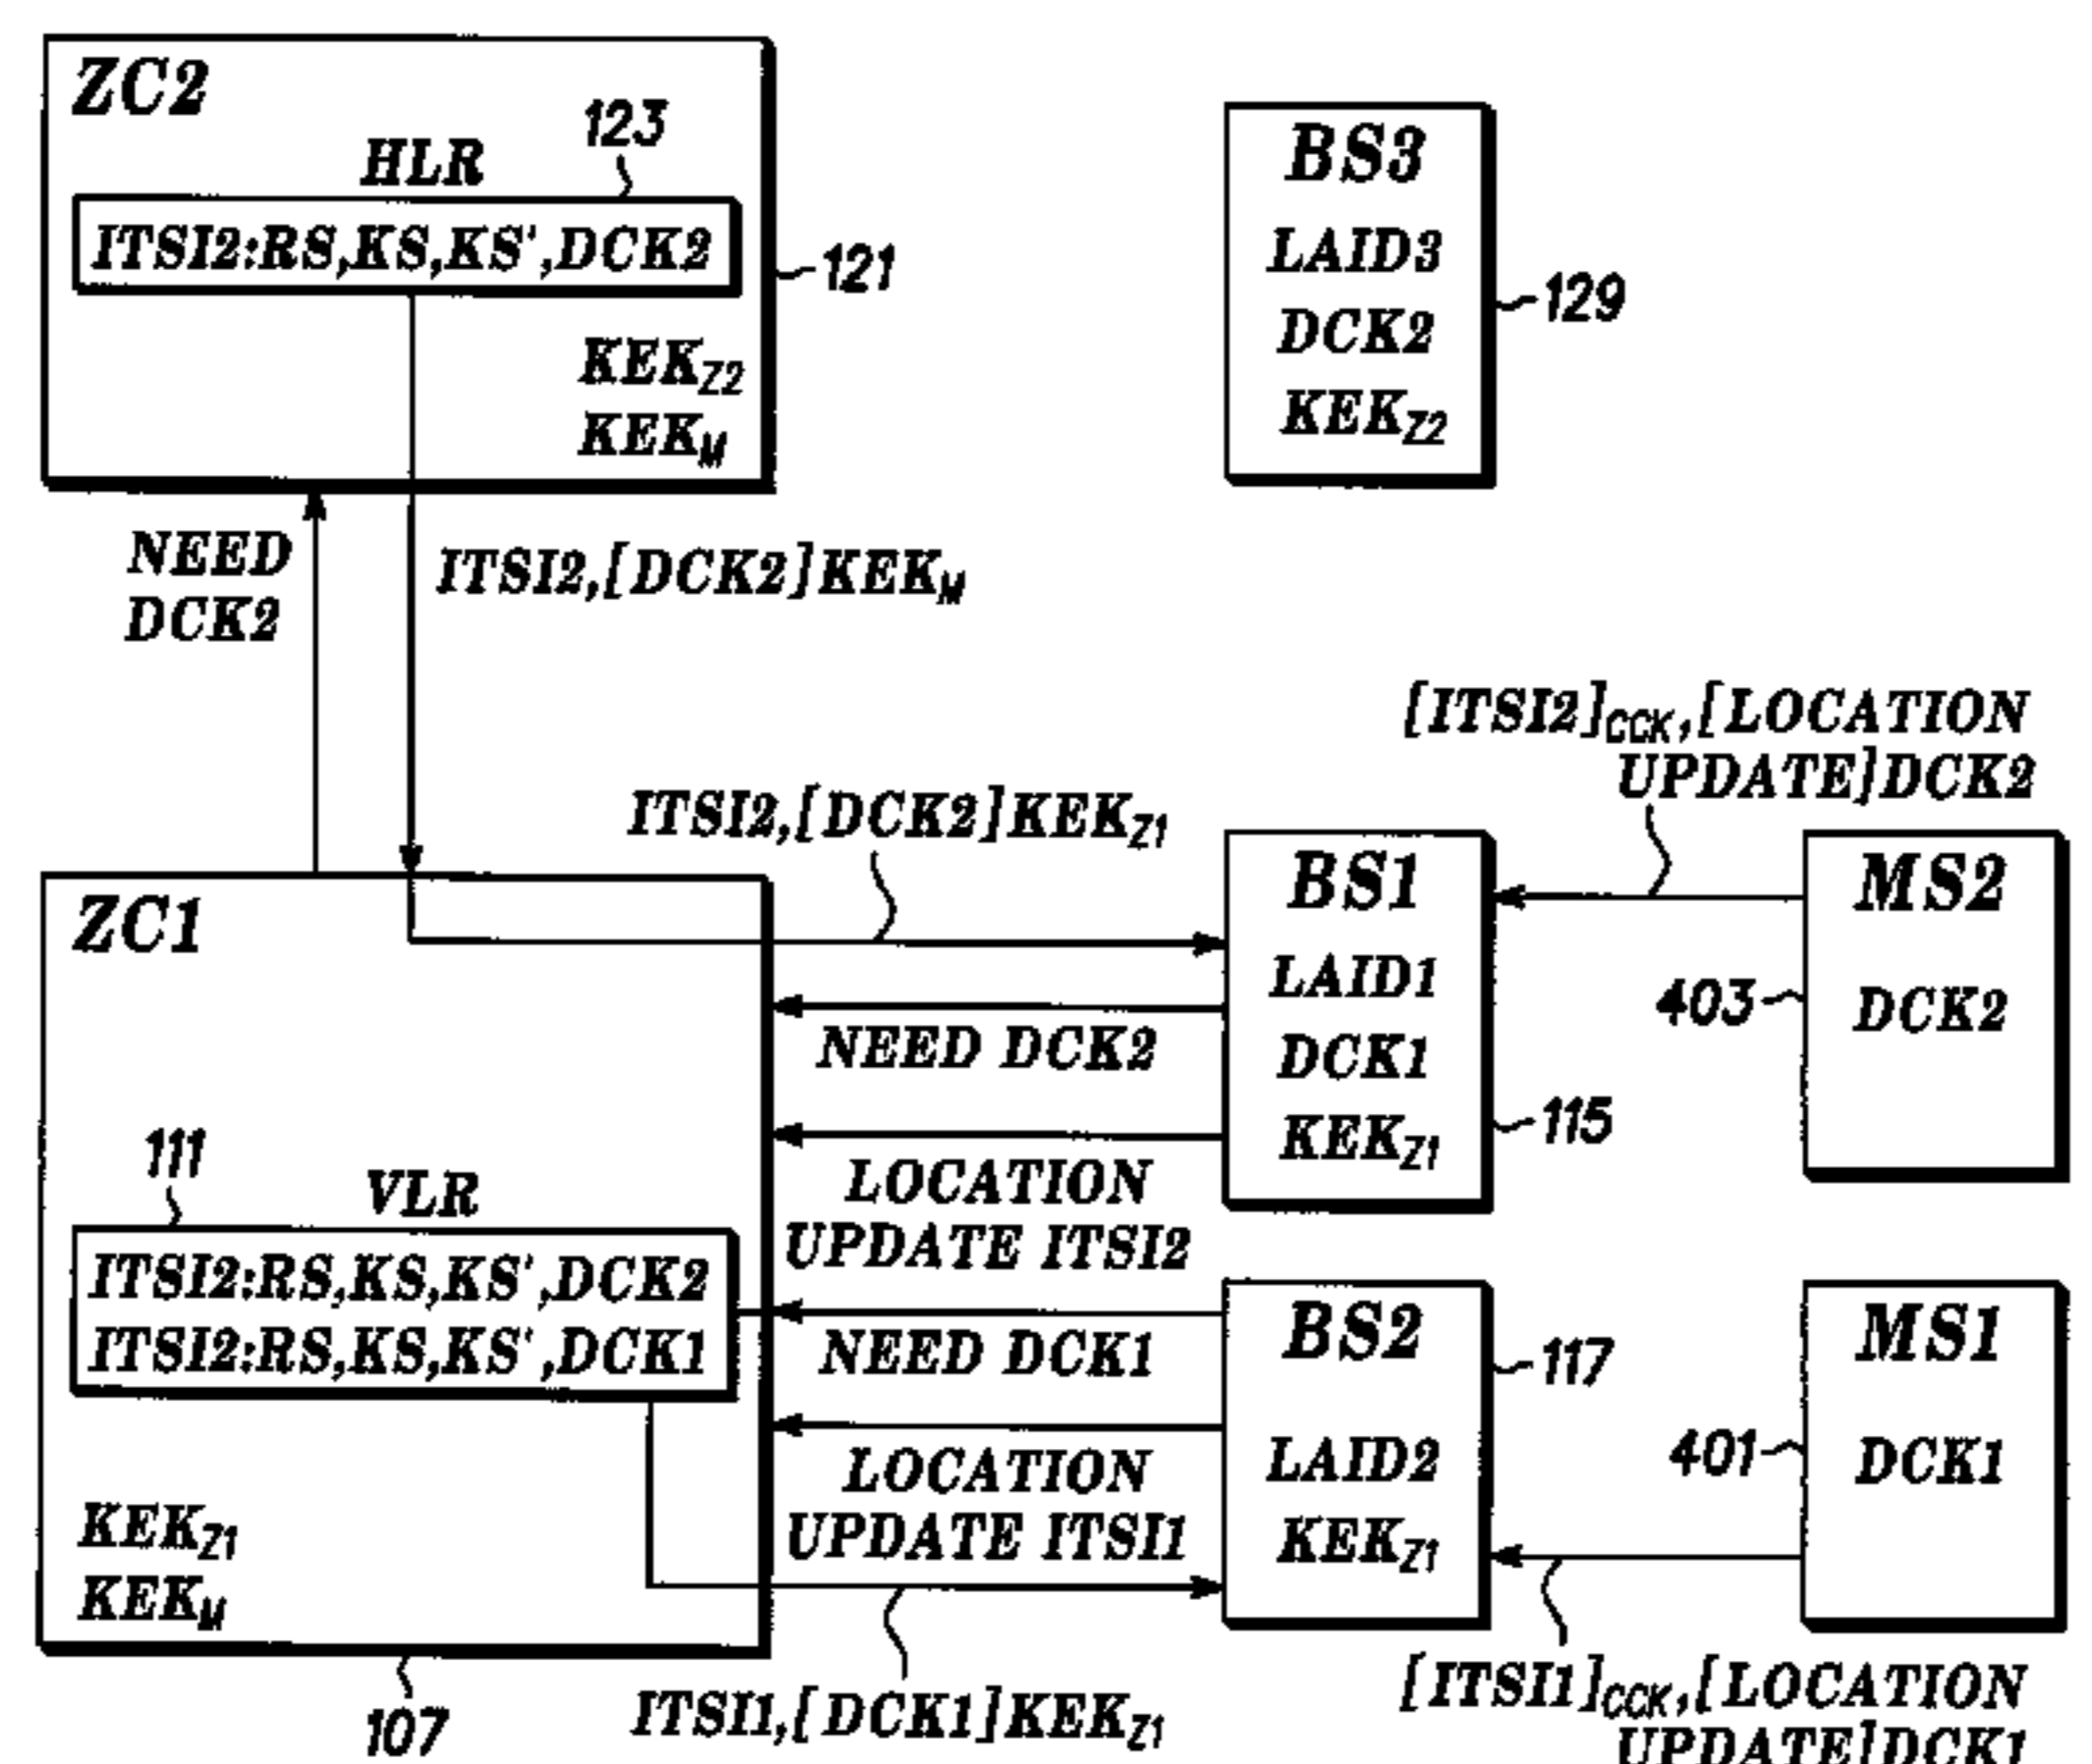 ZC2
123
HLR
ITSI2:RS,KS,KS',DCK2
121
KEKZ2
KEKM
BS3
LAID3
DCK2
KEKZ2
129
NEED
DCK2
ITSI2,[DCK2]KEKM
[ITSI2]CCK,[LOCATION
UPDATE]DCK2
ITSI2,[DCK2]KEKZ1
ZC1
BS1
LAID1
DCK1
KEKZ1
115
MS2
DCK2
403
NEED DCK2
LOCATION
UPDATE ITSI2
111
VLR
ITSI2:RS,KS,KS',DCK2
ITSI2:RS,KS,KS',DCK1
NEED DCK1
LOCATION
UPDATE ITSI1
BS2
LAID2
KEKZ1
117
MS1
DCK1
401
KEKZ1
KEKM
107
ITSI1,[DCK1]KEKZ1
[ITSI1]CCK,[LOCATION
UPDATE]DCK1